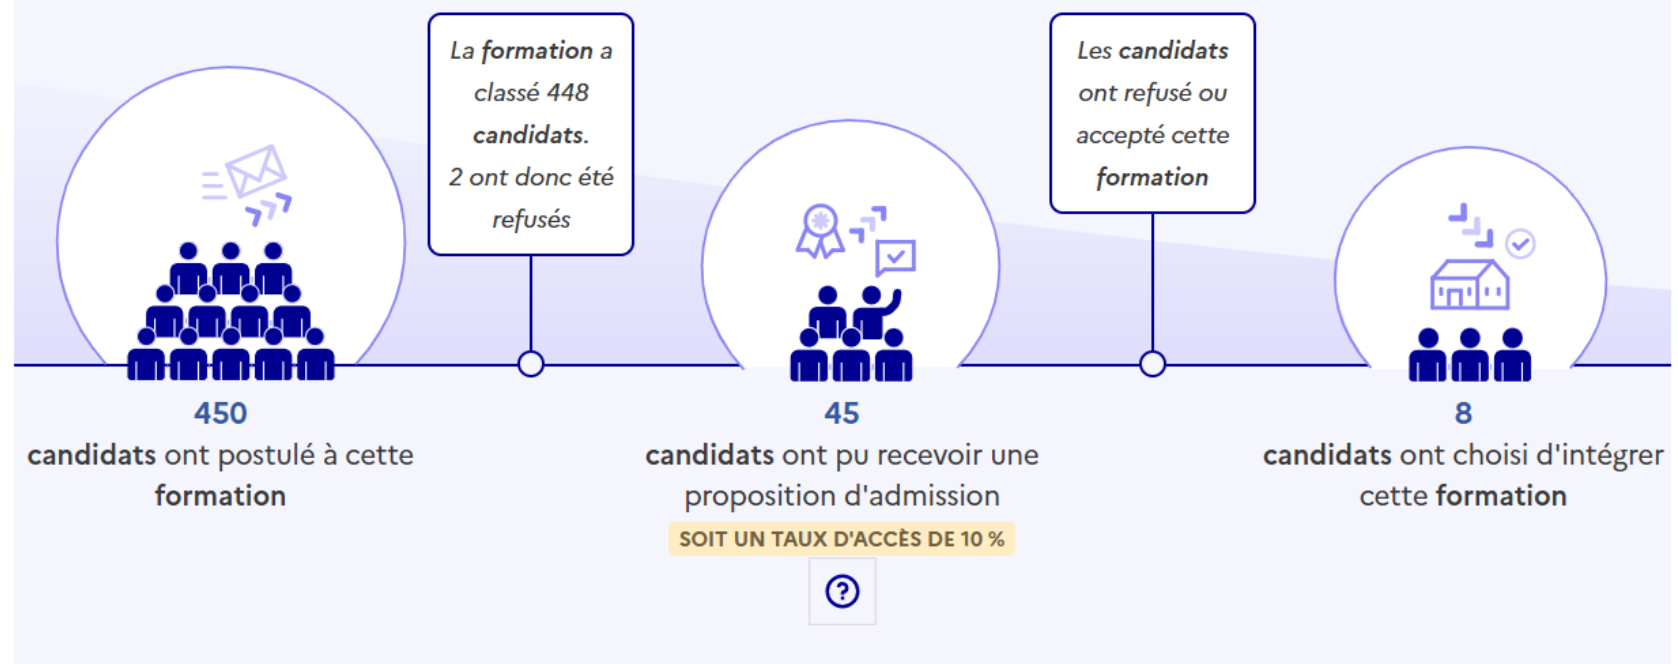 La formation a
classé 448
candidats.
2 ont donc été
refusés
Les candidats
ont refusé ou
accepté cette
formation
450
candidats ont postulé à cette
formation
45
candidats ont pu recevoir une
proposition d'admission
SOIT UN TAUX D'ACCÈS DE 10 %
?
8
candidats ont choisi d'intégrer
cette formation